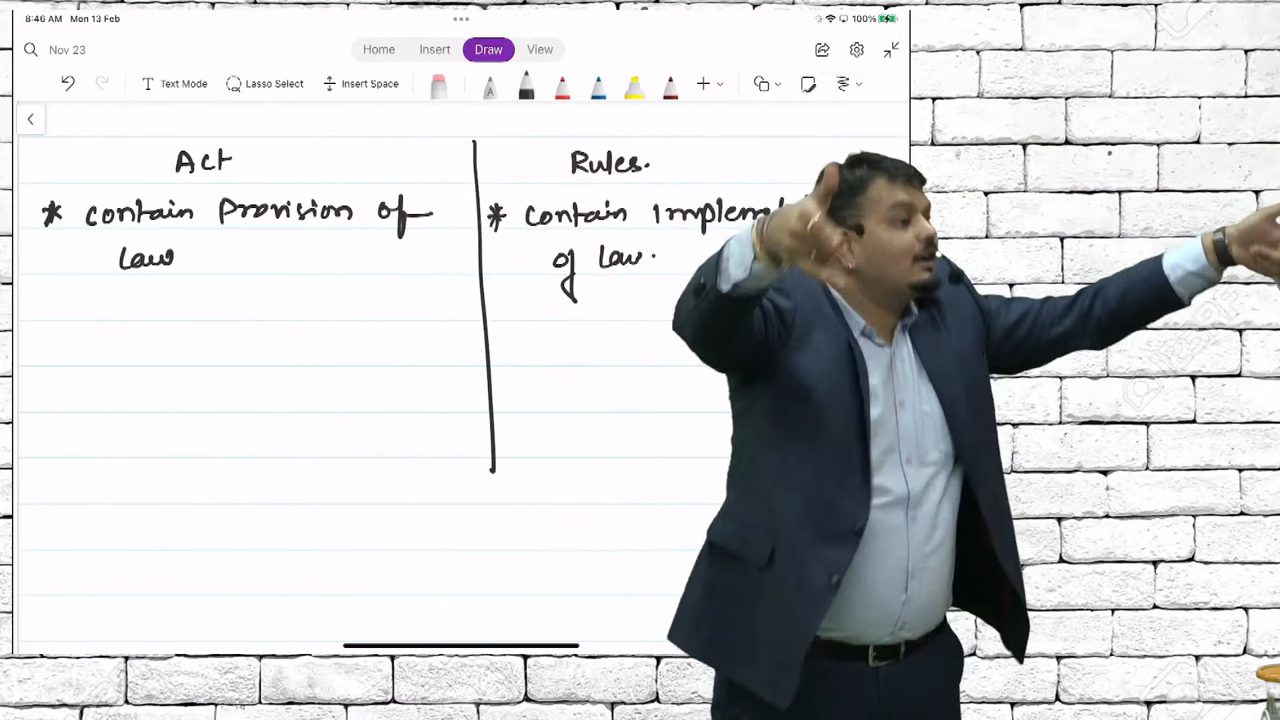 8:46 AM Mon 13 Feb
100%
Nov 23
Home Insert Draw View
Text Mode Lasso Select Insert Space
Act
* contain Provision of
law
Rules.
* contain
of law.